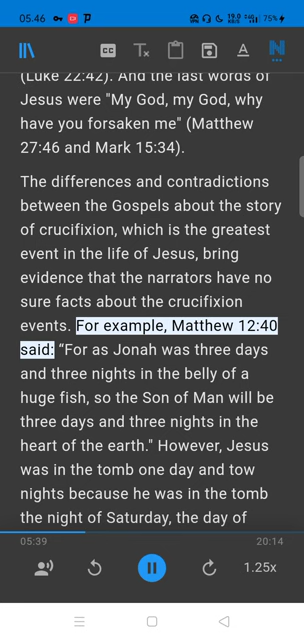 05.46
19.0
75%
CC
(Luke 22:42). And the last words of
Jesus were "My God, my God, why
have you forsaken me" (Matthew
27:46 and Mark 15:34).
The differences and contradictions
between the Gospels about the story
of crucifixion, which is the greatest
event in the life of Jesus, bring
evidence that the narrators have no
sure facts about the crucifixion
events. For example, Matthew 12:40
said: “For as Jonah was three days
and three nights in the belly of a
huge fish, so the Son of Man will be
three days and three nights in the
heart of the earth." However, Jesus
was in the tomb one day and tow
nights because he was in the tomb
the night of Saturday, the day of
05:39
20:14
1.25x